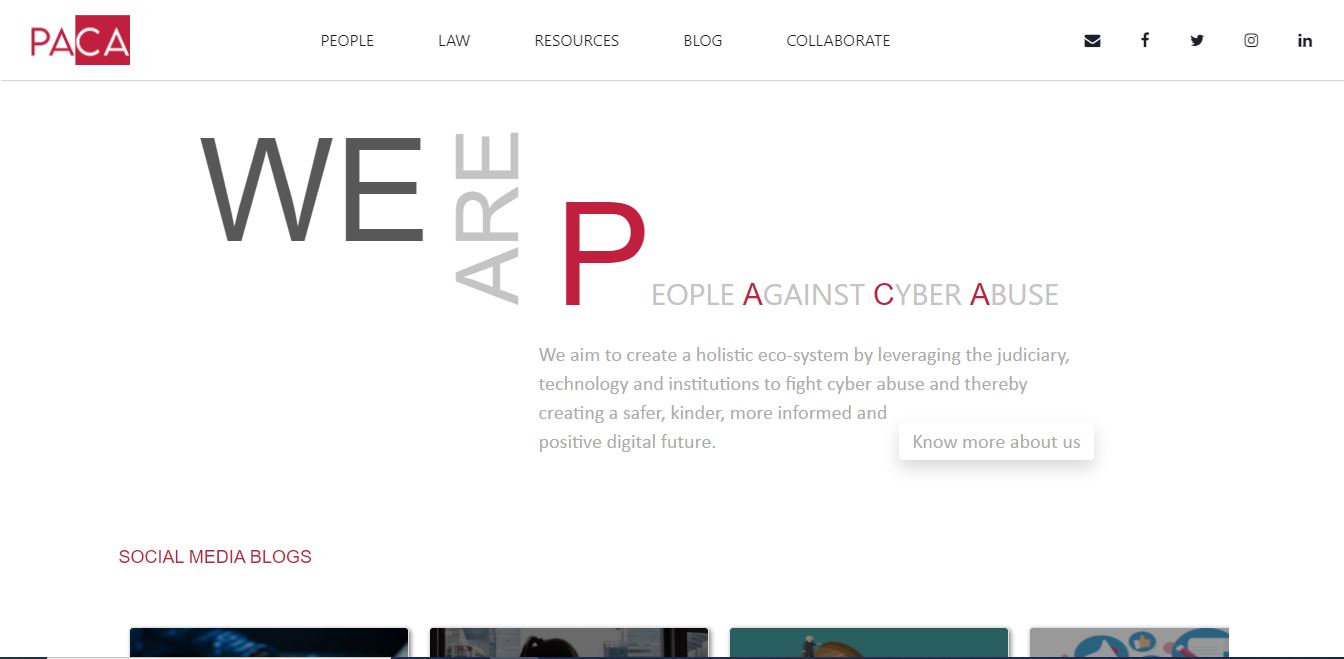 PACA
PEOPLE LAW RESOURCES BLOG COLLABORATE
WE
ARE
PEOPLE AGAINST CYBER ABUSE
We aim to create a holistic eco-system by leveraging the judiciary,
technology and institutions to fight cyber abuse and thereby
creating a safer, kinder, more informed and
positive digital future.
Know more about us
SOCIAL MEDIA BLOGS